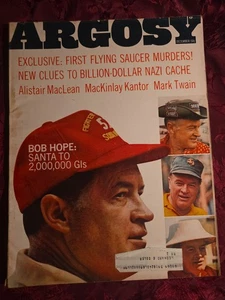 ARGOSY
EXCLUSIVE: FIRST FLYING SAUCER MURDERS!
NEW CLUES TO BILLION-DOLLAR NAZI CACHE
Alistair MacLean MacKinlay Kantor Mark Twain
BOB HOPE:
SANTA TO
2,000,000 GIs